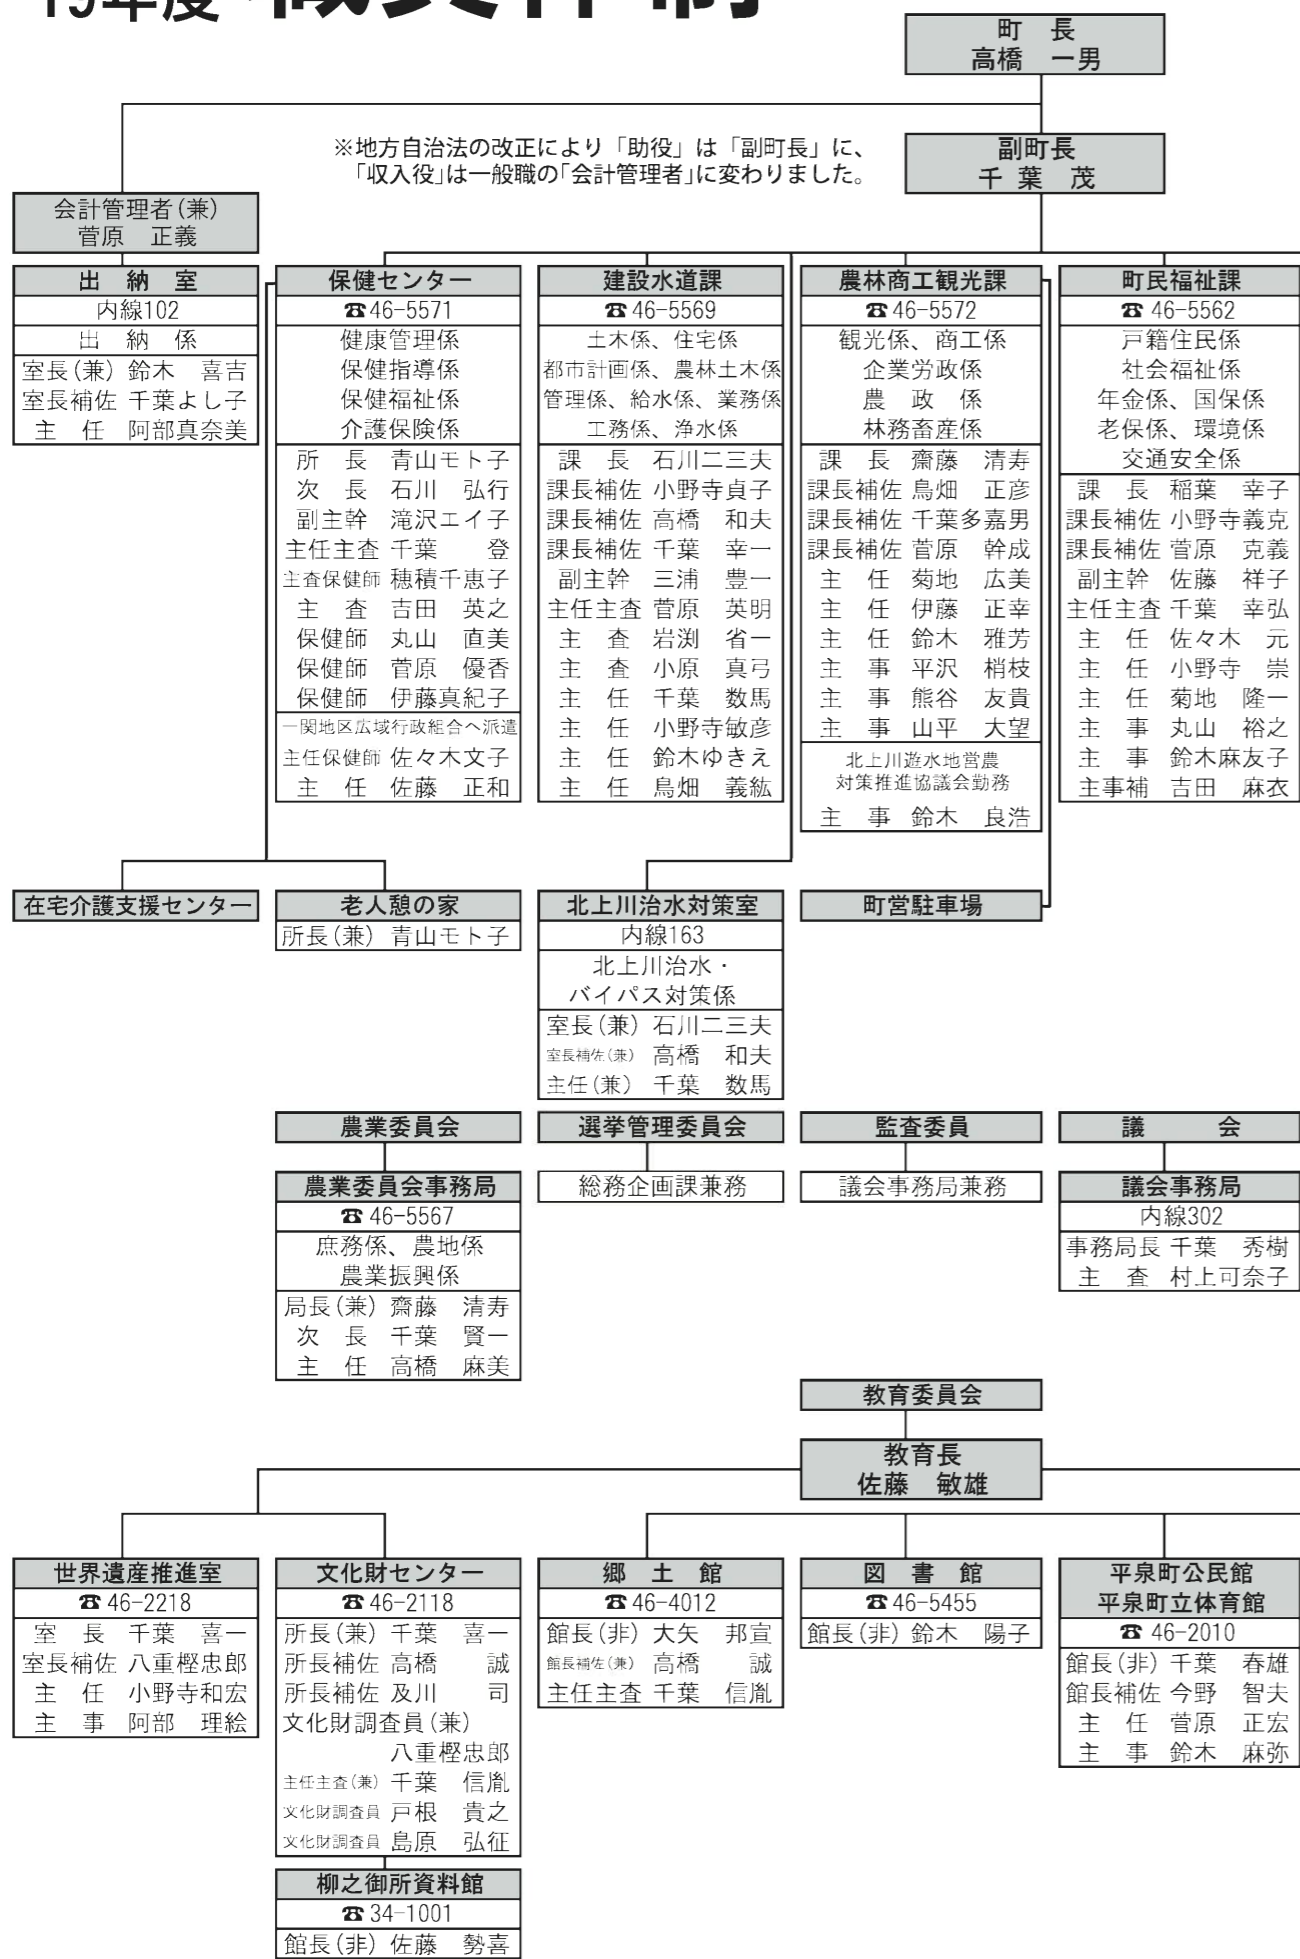 19年度
町　長
高橋　一男
※地方自治法の改正により「助役」は「副町長」に、
「収入役」は一般職の「会計管理者」に変わりました。
副町長
千葉　茂
会計管理者(兼)
菅原　正義
出　納　室
内線102
出　納　係
室長(兼) 鈴木　喜吉
室長補佐 千葉よし子
主　任 阿部真奈美
保健センター
☎46-5571
健康管理係
保健指導係
保健福祉係
介護保険係
所　長 青山モト子
次　長 石川　弘行
副主幹 滝沢エイ子
主任主査 千葉　登
主査保健師 穂積千恵子
主　査 吉田　英之
保健師 丸山　直美
保健師 菅原　優香
保健師 伊藤真紀子
一関地区広域行政組合へ派遣
主任保健師 佐々木文子
主　任 佐藤　正和
建設水道課
☎46-5569
土木係、住宅係
都市計画係、農林土木係
管理係、給水係、業務係
工務係、浄水係
課　長 石川二三夫
課長補佐 小野寺貞子
課長補佐 高橋　和夫
課長補佐 千葉　幸一
副主幹 三浦　豊一
主任主査 菅原　英明
主　査 岩渕　省一
主　査 小原　真弓
主　任 千葉　数馬
主　任 小野寺敏彦
主　任 鈴木ゆきえ
主　任 鳥畑　義紘
農林商工観光課
☎46-5572
観光係、商工係
企業労政係
農　政　係
林務畜産係
課　長 齋藤　清寿
課長補佐 鳥畑　正彦
課長補佐 千葉多嘉男
課長補佐 菅原　幹成
主　任 菊地　広美
主　任 伊藤　正幸
主　任 鈴木　雅芳
主　事 平沢　梢枝
主　事 熊谷　友貴
主　事 山平　大望
北上川遊水地営農
対策推進協議会勤務
主　事 鈴木　良浩
町民福祉課
☎46-5562
戸籍住民係
社会福祉係
年金係、国保係
老保係、環境係
交通安全係
課　長 稲葉　幸子
課長補佐 小野寺義克
課長補佐 菅原　克義
副主幹 佐藤　祥子
主任主査 千葉　幸弘
主　任 佐々木　元
主　任 小野寺　崇
主　任 菊地　隆一
主　事 丸山　裕之
主　事 鈴木麻友子
主事補 吉田　麻衣
在宅介護支援センター
老人憩の家
所長(兼) 青山モト子
北上川治水対策室
内線163
北上川治水・
バイパス対策係
室長(兼) 石川二三夫
室長補佐(兼) 高橋　和夫
主任(兼) 千葉　数馬
町営駐車場
農業委員会
農業委員会事務局
☎46-5567
庶務係、農地係
農業振興係
局長(兼) 齋藤　清寿
次　長 千葉　賢一
主　任 高橋　麻美
選挙管理委員会
総務企画課兼務
監査委員
議会事務局兼務
議　会
議会事務局
内線302
事務局長 千葉　秀樹
主　査 村上可奈子
教育委員会
教育長
佐藤　敏雄
世界遺産推進室
☎46-2218
室　長 千葉　喜一
室長補佐 八重樫忠郎
主　任 小野寺和宏
主　事 阿部　理絵
文化財センター
☎46-2118
所長(兼) 千葉　喜一
所長補佐 高橋　誠
所長補佐 及川　司
文化財調査員(兼)
八重樫忠郎
主任主査(兼) 千葉　信胤
文化財調査員 戸根　貴之
文化財調査員 島原　弘征
柳之御所資料館
☎34-1001
館長(非) 佐藤　勢喜
郷　土　館
☎46-4012
館長(非) 大矢　邦宣
館長補佐(兼) 高橋　誠
主任主査 千葉　信胤
図　書　館
☎46-5455
館長(非) 鈴木　陽子
平泉町公民館
平泉町立体育館
☎46-2010
館長(非) 千葉　春雄
館長補佐 今野　智夫
主　任 菅原　正宏
主　事 鈴木　麻弥